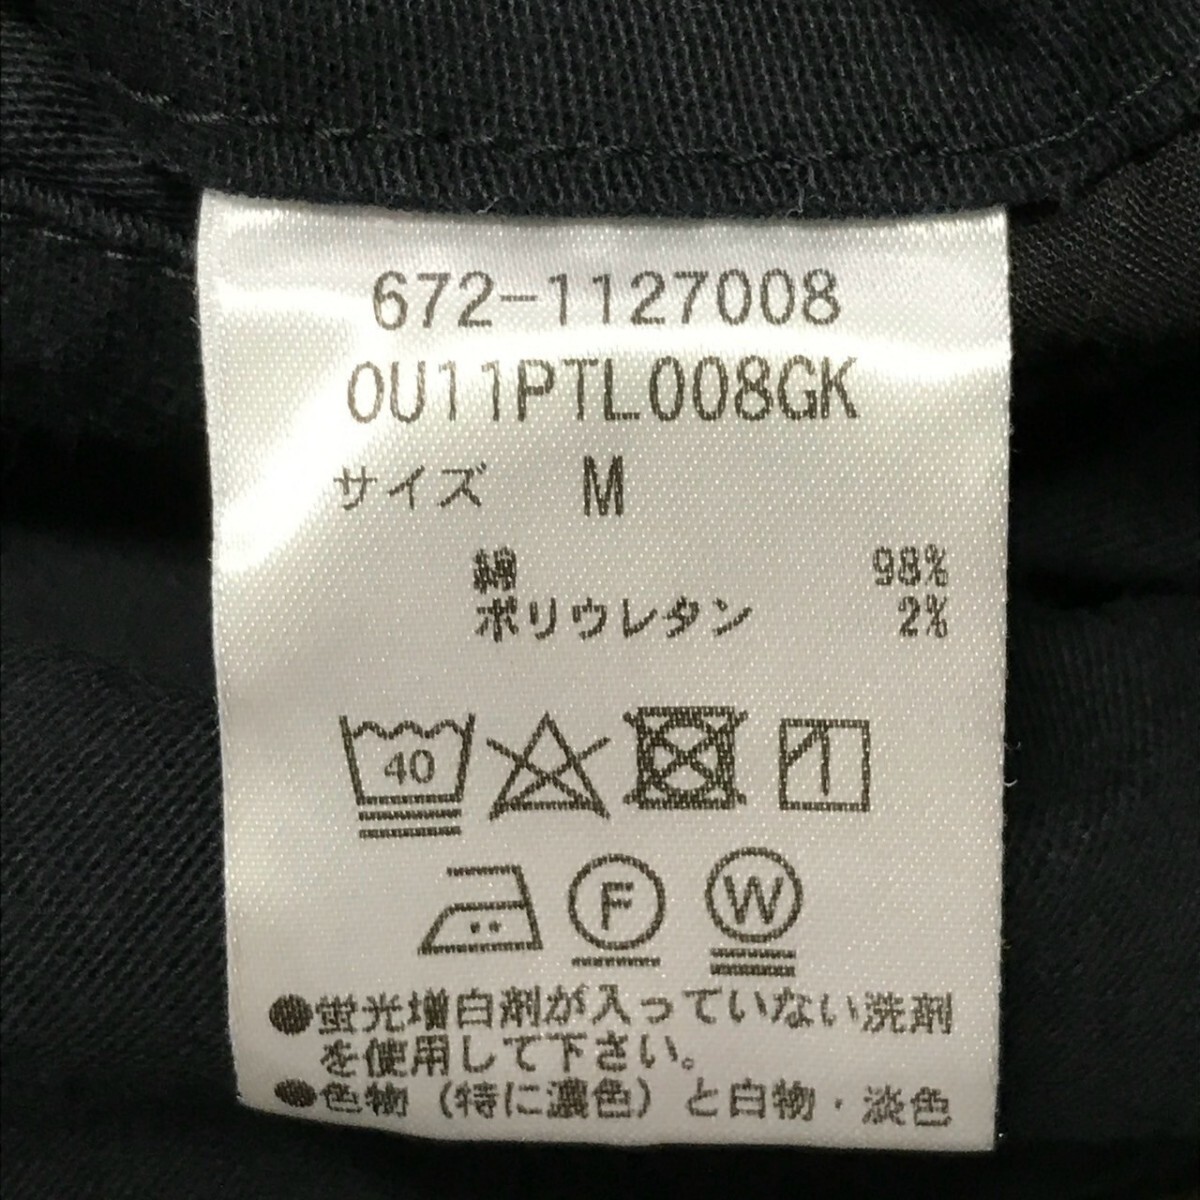 672-1127008
0U11PTL008GK
サイズ M
綿 98%
ポリウレタン 2%
40
F W
●蛍光増白剤が入っていない洗剤
を使用して下さい。
●色物（特に濃色）と白物・淡色